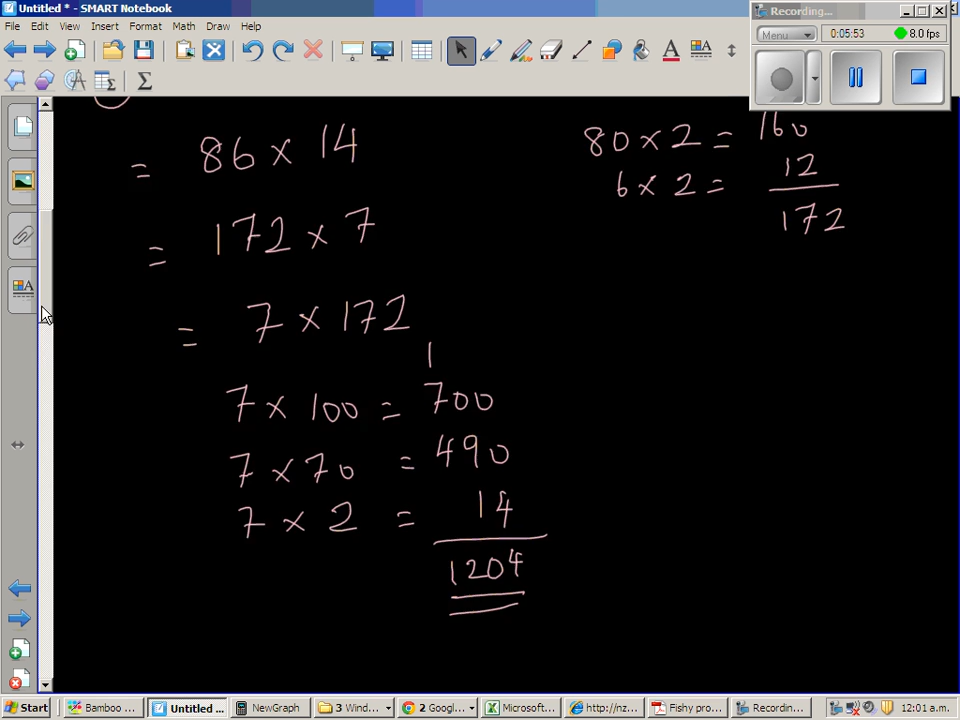 Untitled * - SMART Notebook
File Edit View Insert Format Math Draw Help
Recording...
Menu 0:05:53 8.0 fps
= 86 × 14
80 × 2 = 160
6 × 2 = 12
172
= 172 × 7
= 7 × 172
1
7 × 100 = 700
7 × 70 = 490
7 × 2 = 14
1204
Start Bamboo ... Untitled ... NewGraph 3 Wind... 2 Googl... Microsof... http://nz... Fishy pro... Recordin... 12:01 a.m.